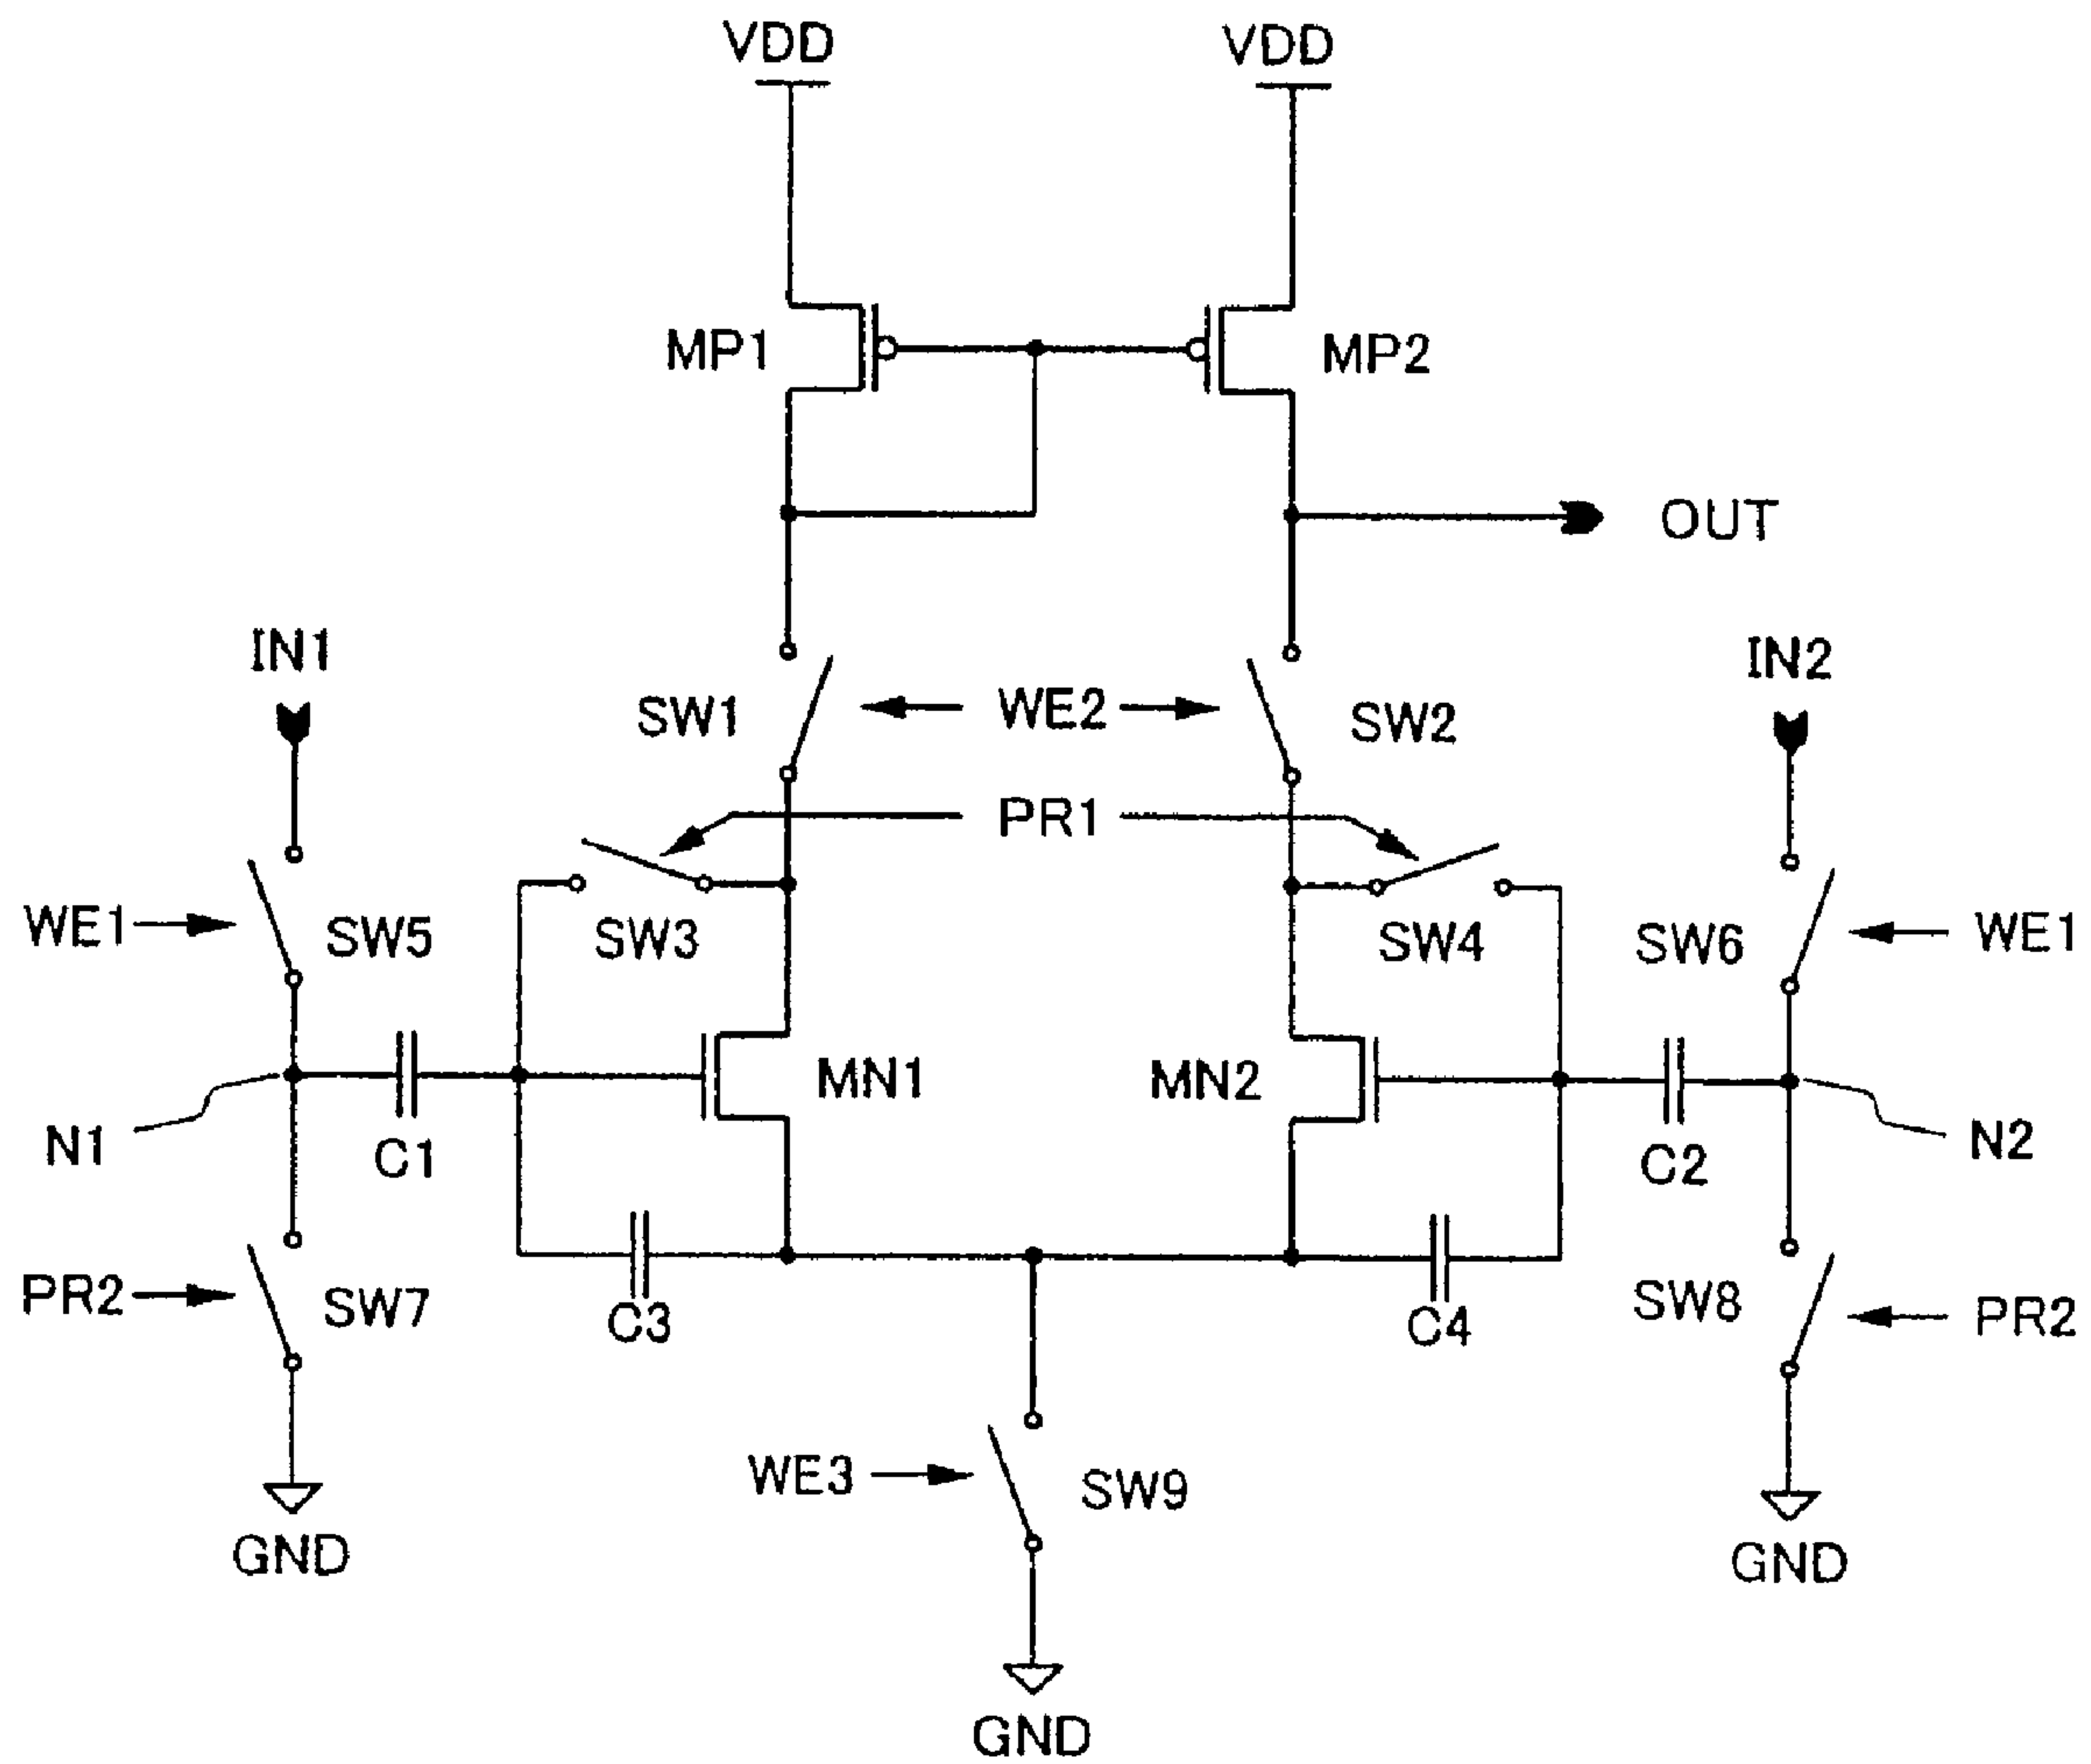 VDD
VDD
MP1
MP2
OUT
IN1
IN2
SW1
WE2
SW2
PR1
WE1
SW5
SW3
SW4
SW6
WE1
MN1
MN2
N1
C1
C2
N2
PR2
SW7
C3
C4
SW8
PR2
WE3
SW9
GND
GND
GND